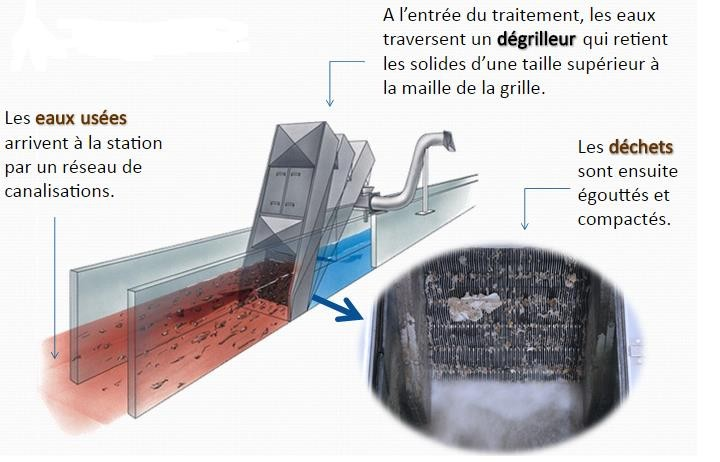 A l’entrée du traitement, les eaux
traversent un dégrilleur qui retient
les solides d’une taille supérieur à
la maille de la grille.
Les eaux usées
arrivent à la station
par un réseau de
canalisations.
Les déchets
sont ensuite
égouttés et
compactés.